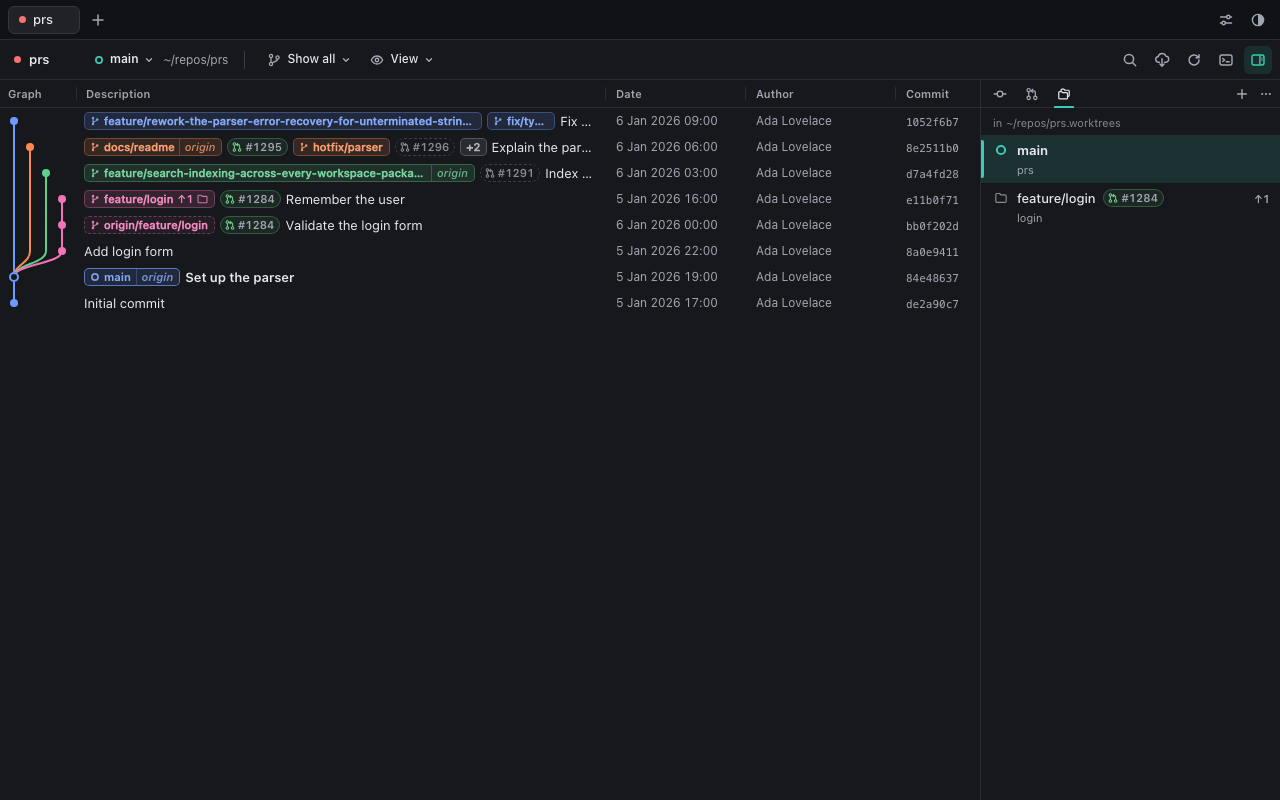 prs
prs main ~/repos/prs Show all View
Graph Description Date Author Commit
feature/rework-the-parser-error-recovery-for-unterminated-strin... fix/ty... Fix ... 6 Jan 2026 09:00 Ada Lovelace 1052f6b7
docs/readme origin #1295 hotfix/parser #1296 +2 Explain the par... 6 Jan 2026 06:00 Ada Lovelace 8e2511b0
feature/search-indexing-across-every-workspace-packa... origin #1291 Index ... 6 Jan 2026 03:00 Ada Lovelace d7a4fd28
feature/login ↑1 #1284 Remember the user 5 Jan 2026 16:00 Ada Lovelace e11b0f71
origin/feature/login #1284 Validate the login form 6 Jan 2026 00:00 Ada Lovelace bb0f202d
Add login form 5 Jan 2026 22:00 Ada Lovelace 8a0e9411
main origin Set up the parser 5 Jan 2026 19:00 Ada Lovelace 84e48637
Initial commit 5 Jan 2026 17:00 Ada Lovelace de2a90c7
in ~/repos/prs.worktrees
main
prs
feature/login #1284 ↑1
login